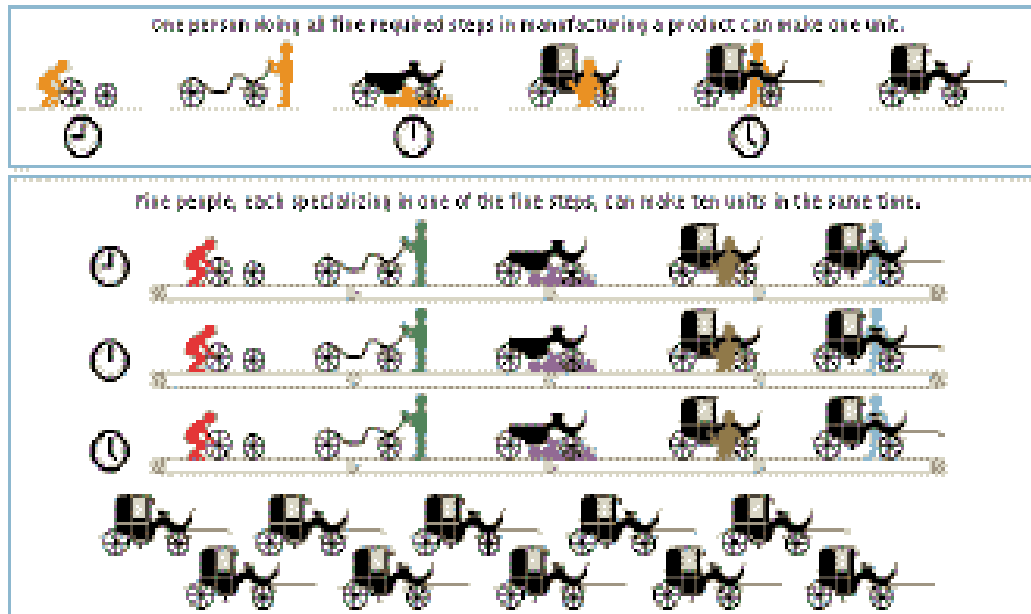 One person doing all five required steps in manufacturing a product can make one unit.
Five people, each specializing in one of the five steps, can make ten units in the same time.